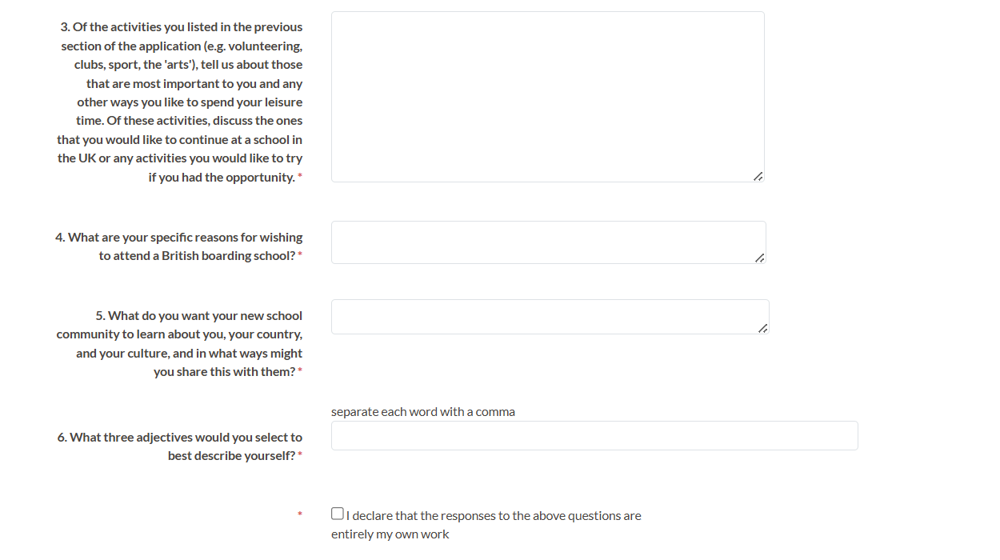 3. Of the activities you listed in the previous
section of the application (e.g. volunteering,
clubs, sport, the 'arts'), tell us about those
that are most important to you and any
other ways you like to spend your leisure
time. Of these activities, discuss the ones
that you would like to continue at a school in
the UK or any activities you would like to try
if you had the opportunity. *
4. What are your specific reasons for wishing
to attend a British boarding school? *
5. What do you want your new school
community to learn about you, your country,
and your culture, and in what ways might
you share this with them? *
separate each word with a comma
6. What three adjectives would you select to
best describe yourself? *
* I declare that the responses to the above questions are
entirely my own work